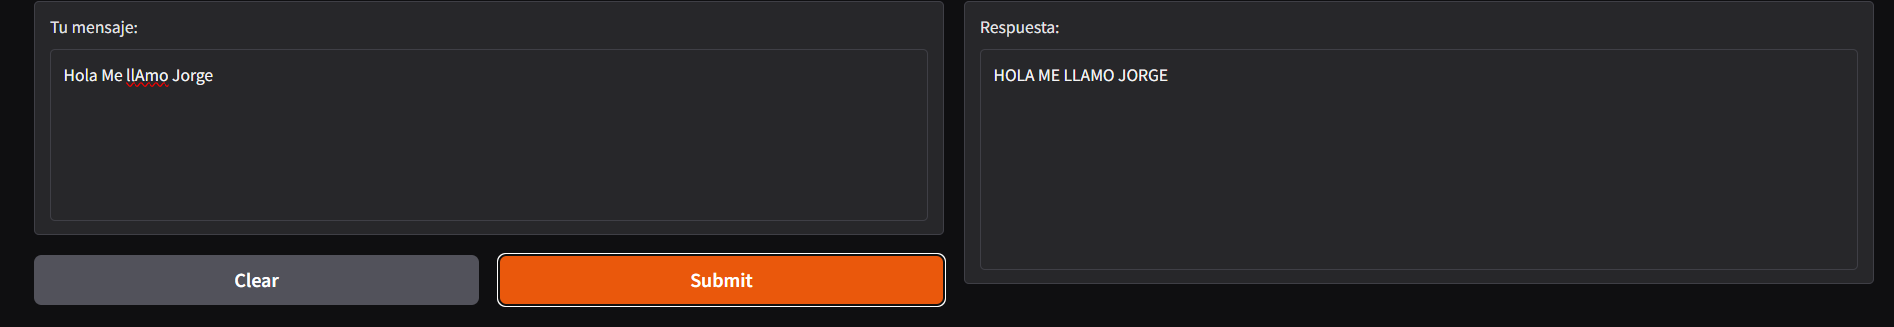 Tu mensaje:
Hola Me llAmo Jorge
Clear
Submit
Respuesta:
HOLA ME LLAMO JORGE